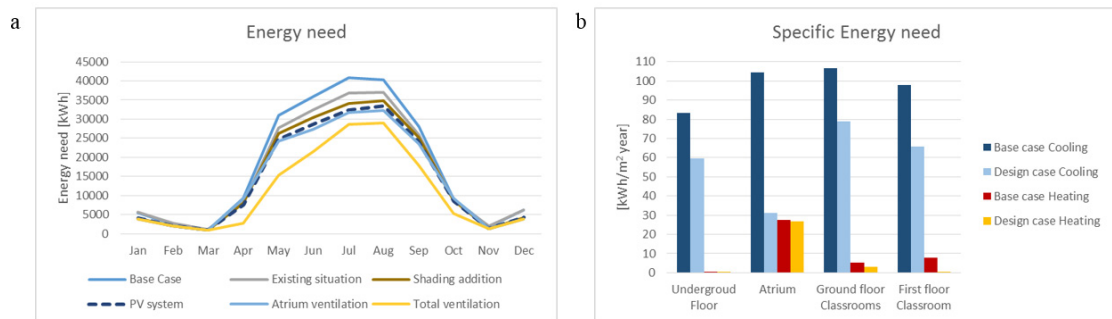 a
Energy need
Energy need [kWh]
45000
40000
35000
30000
25000
20000
15000
10000
5000
0
Jan Feb Mar Apr May Jun Jul Aug Sep Oct Nov Dec
Base Case Existing situation Shading addition
PV system Atrium ventilation Total ventilation
b
Specific Energy need
[kWh/m² year]
110
100
90
80
70
60
50
40
30
20
10
0
Undergroud Floor
Atrium
Ground floor Classrooms
First floor Classroom
Base case Cooling
Design case Cooling
Base case Heating
Design case Heating